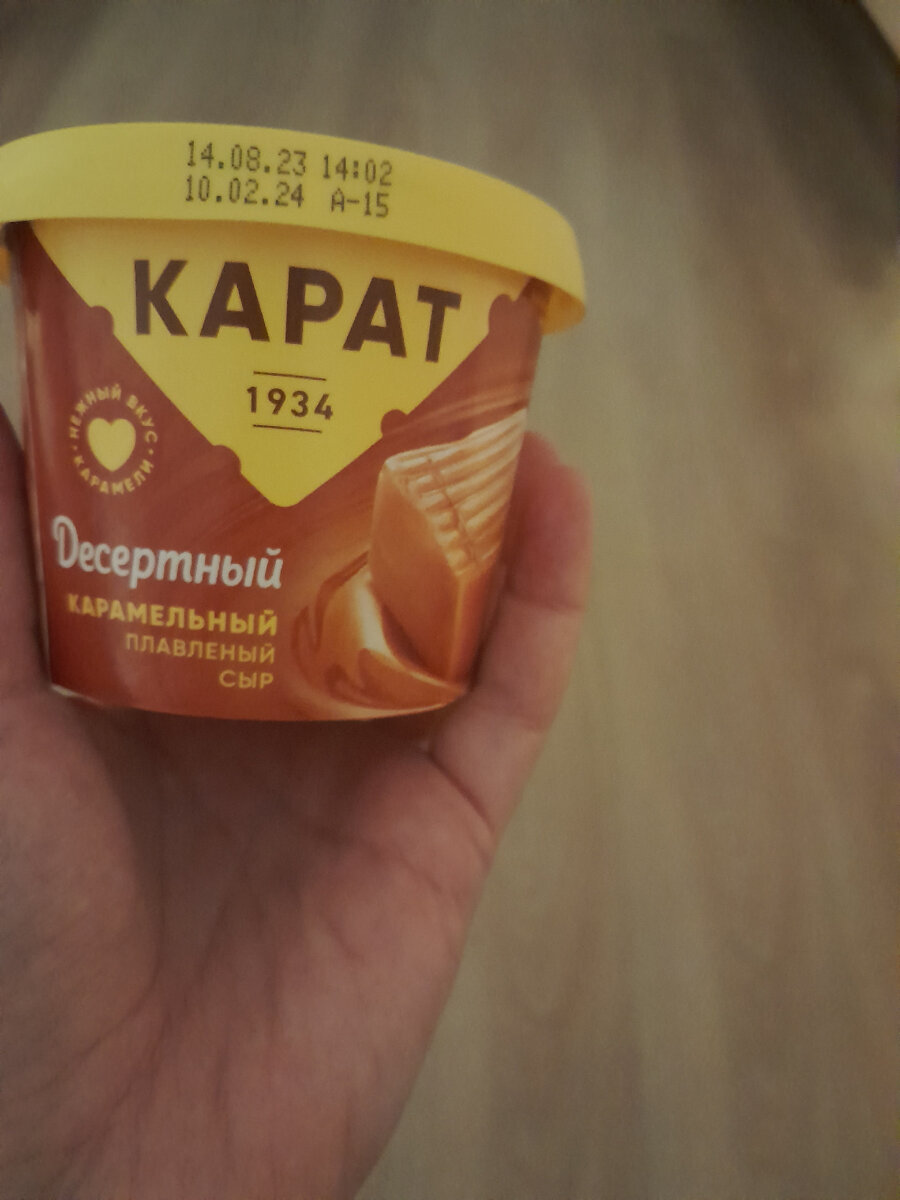 14.08.23 14:02
10.02.24 А-15
КАРАТ
1934
НЕЖНЫЙ ВКУС
КАРАМЕЛИ
Десертный
КАРАМЕЛЬНЫЙ
ПЛАВЛЕНЫЙ
СЫР